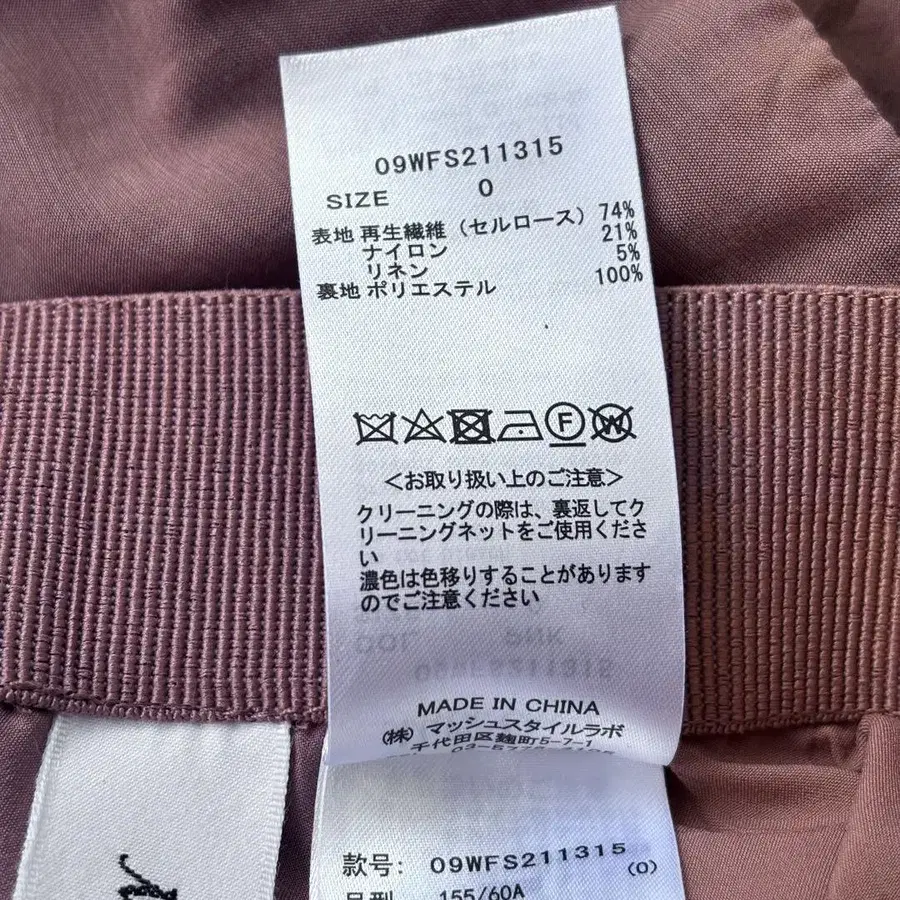 09WFS211315
SIZE 0
表地 再生繊維（セルロース） 74%
ナイロン 21%
リネン 5%
裏地 ポリエステル 100%
F
W
＜お取り扱い上のご注意＞
クリーニングの際は、裏返してク
リーニングネットをご使用くださ
い
濃色は色移りすることがあります
のでご注意ください
MADE IN CHINA
(株) マッシュスタイルラボ
千代田区麹町5-7-1
款号: 09WFS211315
(0)
155/60A